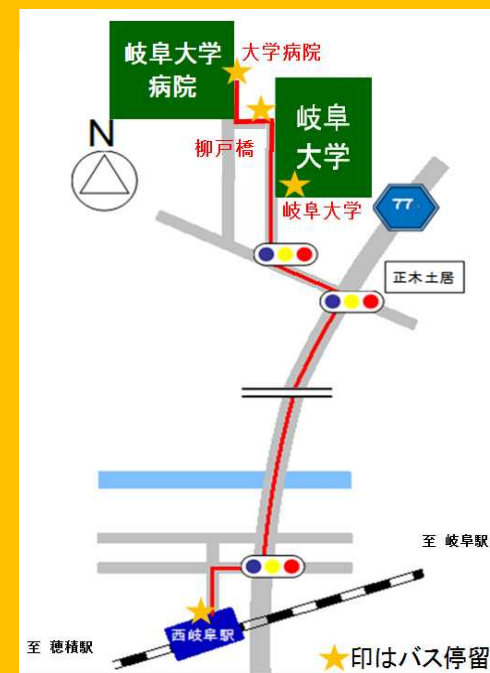 岐阜大学
病院
大学病院
岐阜
大学
N
柳戸橋
岐阜大学
77
正木土居
至 岐阜駅
西岐阜駅
至 穂積駅
★印はバス停留